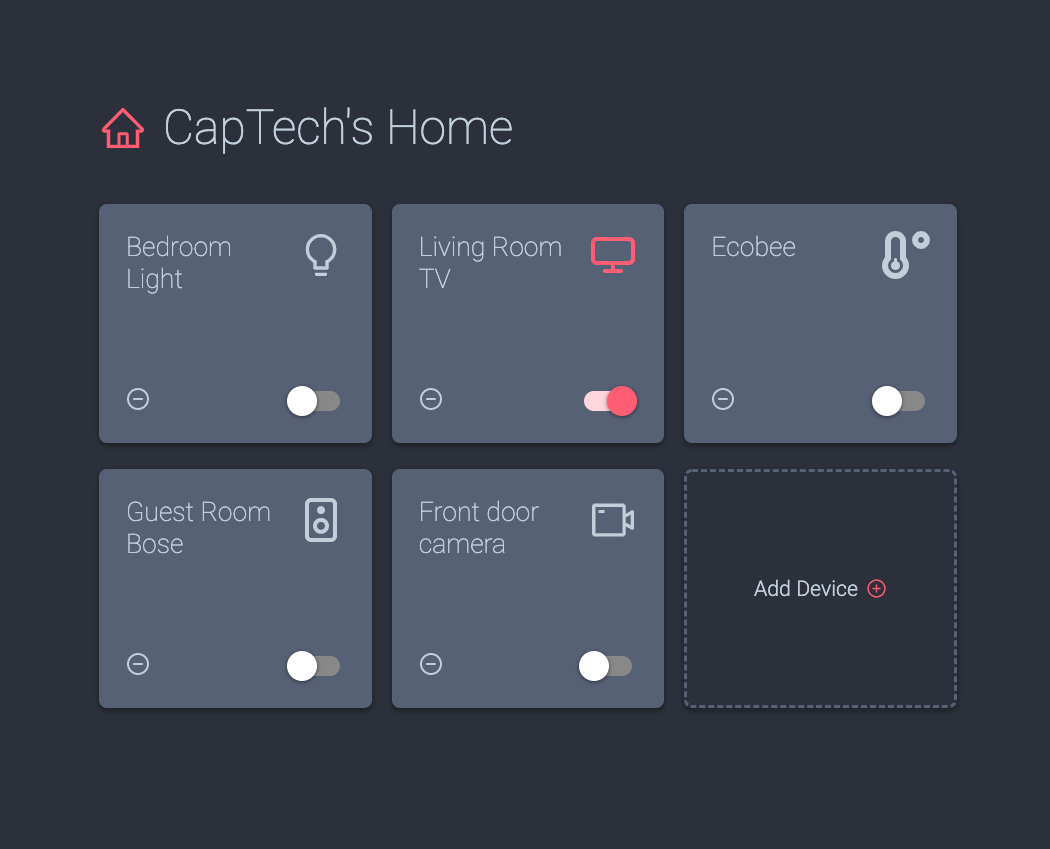 CapTech's Home
Bedroom
Light
Living Room
TV
Ecobee
Guest Room
Bose
Front door
camera
Add Device